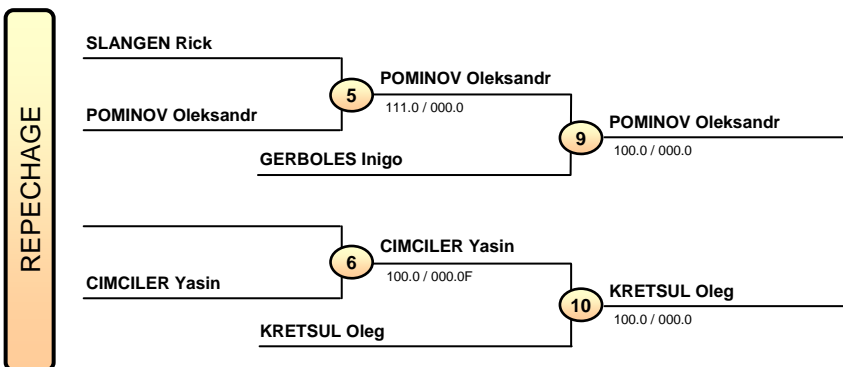 REPECHAGE
SLANGEN Rick
5
POMINOV Oleksandr
111.0 / 000.0
POMINOV Oleksandr
9
POMINOV Oleksandr
100.0 / 000.0
GERBOLES Inigo
6
CIMCILER Yasin
100.0 / 000.0F
CIMCILER Yasin
10
KRETSUL Oleg
100.0 / 000.0
KRETSUL Oleg